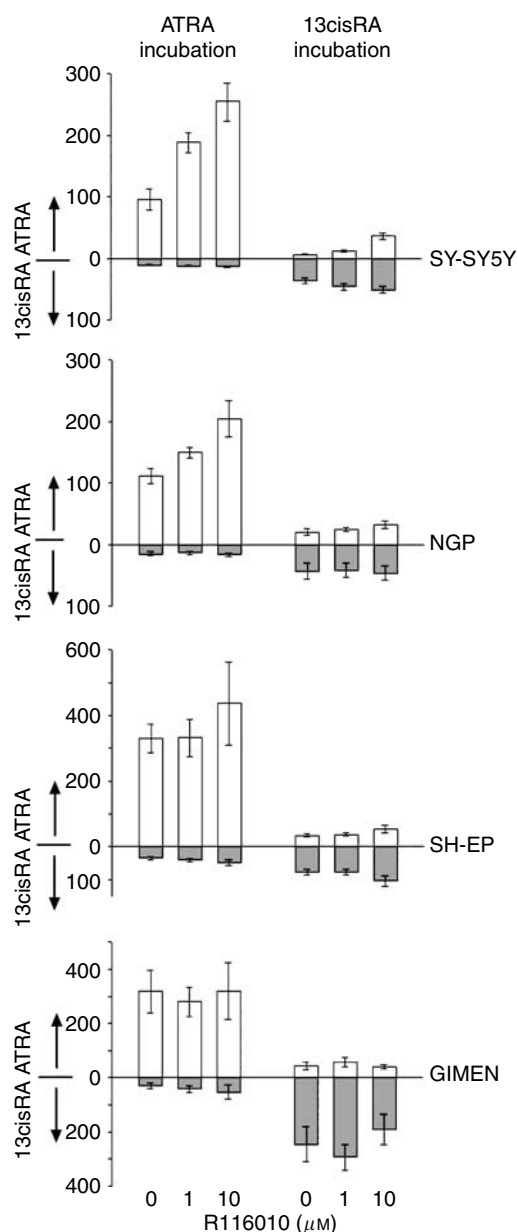 ATRA incubation
13cisRA incubation
300
200
100
0
100
13cisRA ATRA
SY-SY5Y
300
200
100
0
100
13cisRA ATRA
NGP
600
400
200
0
100
13cisRA ATRA
SH-EP
400
200
0
200
400
13cisRA ATRA
GIMEN
0 1 10 0 1 10
R116010 (μM)